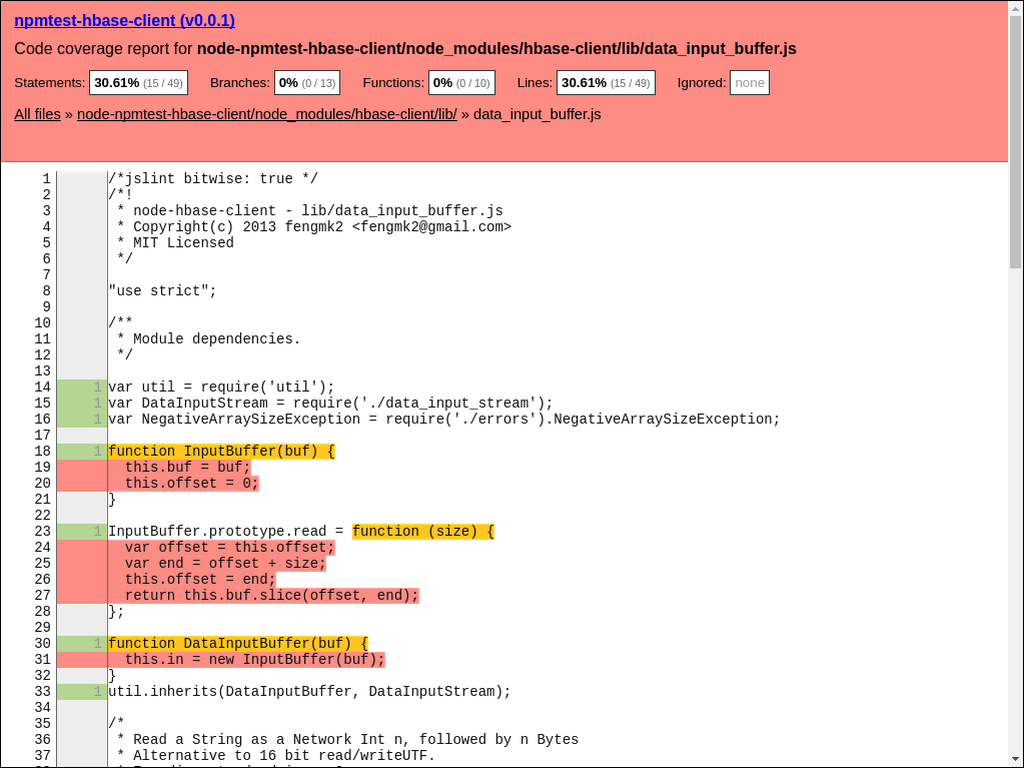 npmtest-hbase-client (v0.0.1)
Code coverage report for node-npmtest-hbase-client/node_modules/hbase-client/lib/data_input_buffer.js
Statements: 30.61% (15 / 49) Branches: 0% (0 / 13) Functions: 0% (0 / 10) Lines: 30.61% (15 / 49) Ignored: none
All files » node-npmtest-hbase-client/node_modules/hbase-client/lib/ » data_input_buffer.js
1 /*jslint bitwise: true */
2 /*!
3  * node-hbase-client - lib/data_input_buffer.js
4  * Copyright(c) 2013 fengmk2 <fengmk2@gmail.com>
5  * MIT Licensed
6  */
7
8 "use strict";
9
10 /**
11  * Module dependencies.
12  */
13
14 1 var util = require('util');
15 1 var DataInputStream = require('./data_input_stream');
16 1 var NegativeArraySizeException = require('./errors').NegativeArraySizeException;
17
18 1 function InputBuffer(buf) {
19   this.buf = buf;
20   this.offset = 0;
21 }
22
23 1 InputBuffer.prototype.read = function (size) {
24   var offset = this.offset;
25   var end = offset + size;
26   this.offset = end;
27   return this.buf.slice(offset, end);
28 };
29
30 1 function DataInputBuffer(buf) {
31   this.in = new InputBuffer(buf);
32 }
33 1 util.inherits(DataInputBuffer, DataInputStream);
34
35 /*
36  * Read a String as a Network Int n, followed by n Bytes
37  * Alternative to 16 bit read/writeUTF.